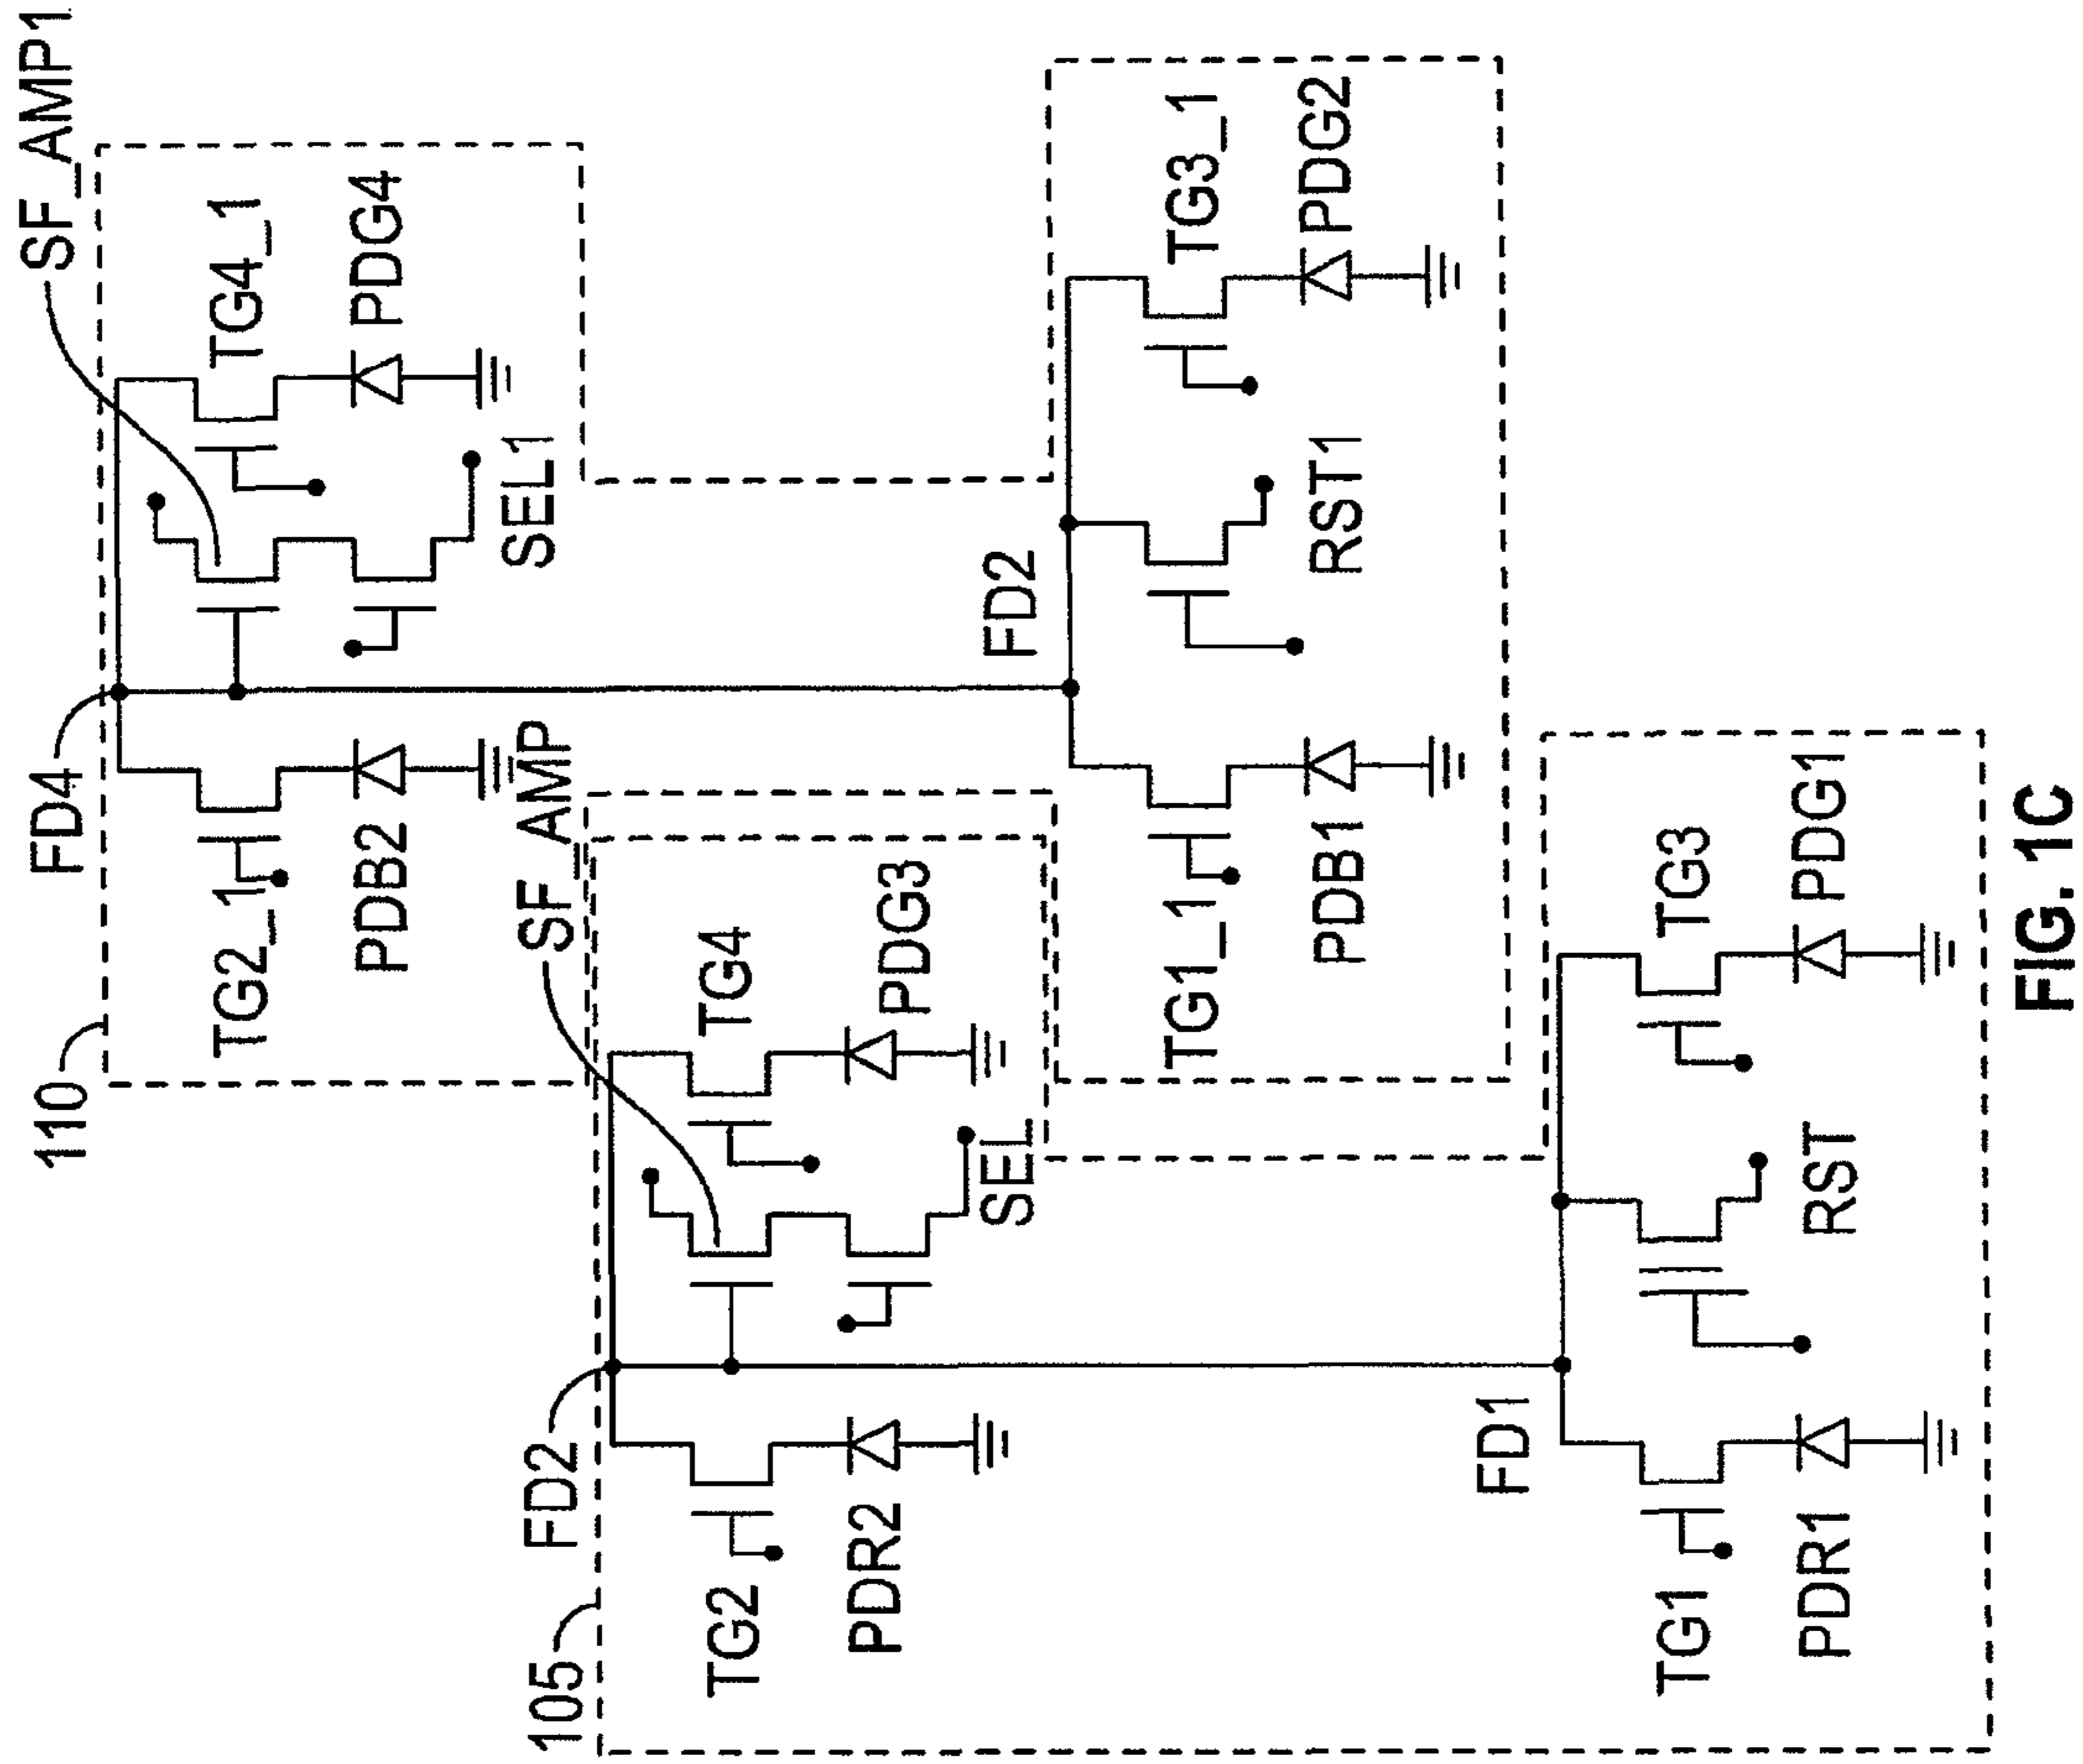 SF_AMP1
TG4_1
PDG4
FD4
110
TG2_1
PDB2
SEL1
SF_AMP
TG3_1
PDG2
FD2
RST1
TG1_1
PDB1
105
FD2
TG4
PDG3
SEL
TG2
PDR2
FD1
TG3
PDG1
RST
TG1
PDR1
FIG. 1C